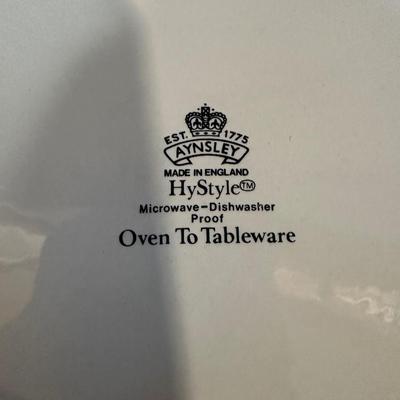 EST. 1775
AYNSLEY
MADE IN ENGLAND
HyStyle™
Microwave-Dishwasher
Proof
Oven To Tableware